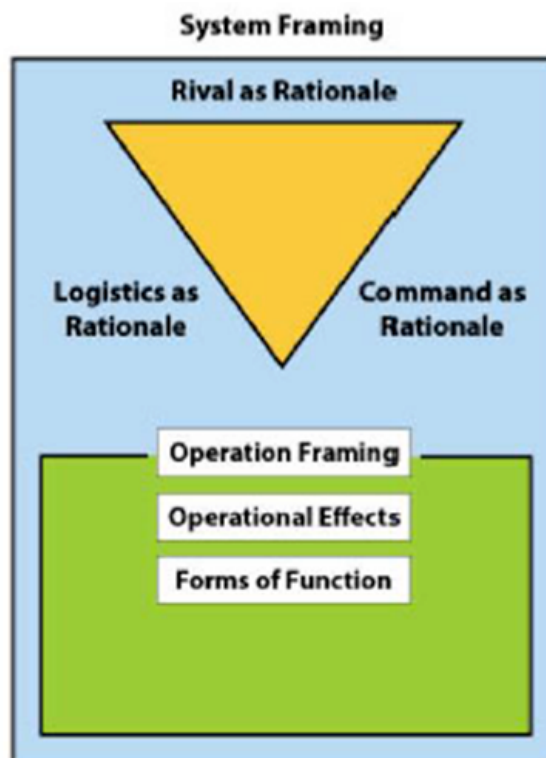 System Framing
Rival as Rationale
Logistics as
Rationale
Command as
Rationale
Operation Framing
Operational Effects
Forms of Function